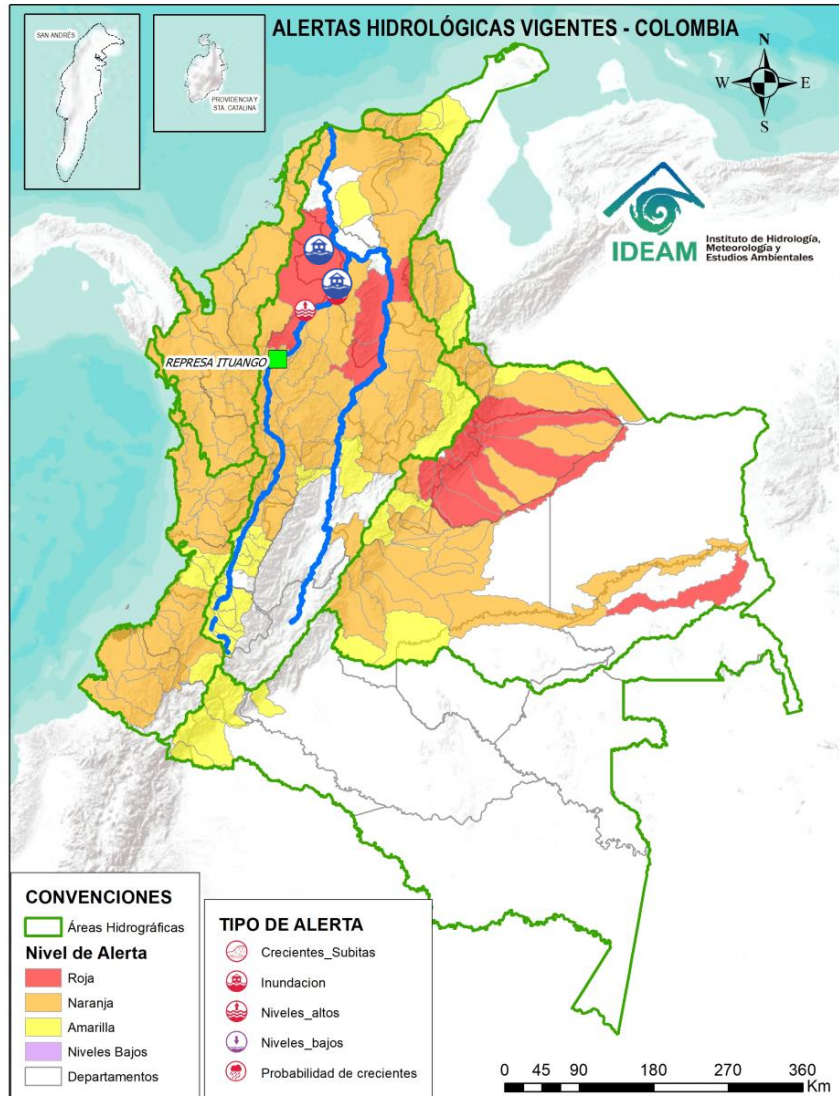 ALERTAS HIDROLÓGICAS VIGENTES - COLOMBIA
SAN ANDRÉS
PROVIDENCIA Y
STA. CATALINA
N
W
E
S
IDEAM
Instituto de Hidrología,
Meteorología y
Estudios Ambientales
REPRESA ITUANGO
CONVENCIONES
Áreas Hidrográficas
Nivel de Alerta
Roja
Naranja
Amarilla
Niveles Bajos
Departamentos
TIPO DE ALERTA
Crecientes_Subitas
Inundacion
Niveles_altos
Niveles_bajos
Probabilidad de crecientes
0 45 90 180 270 360
Km